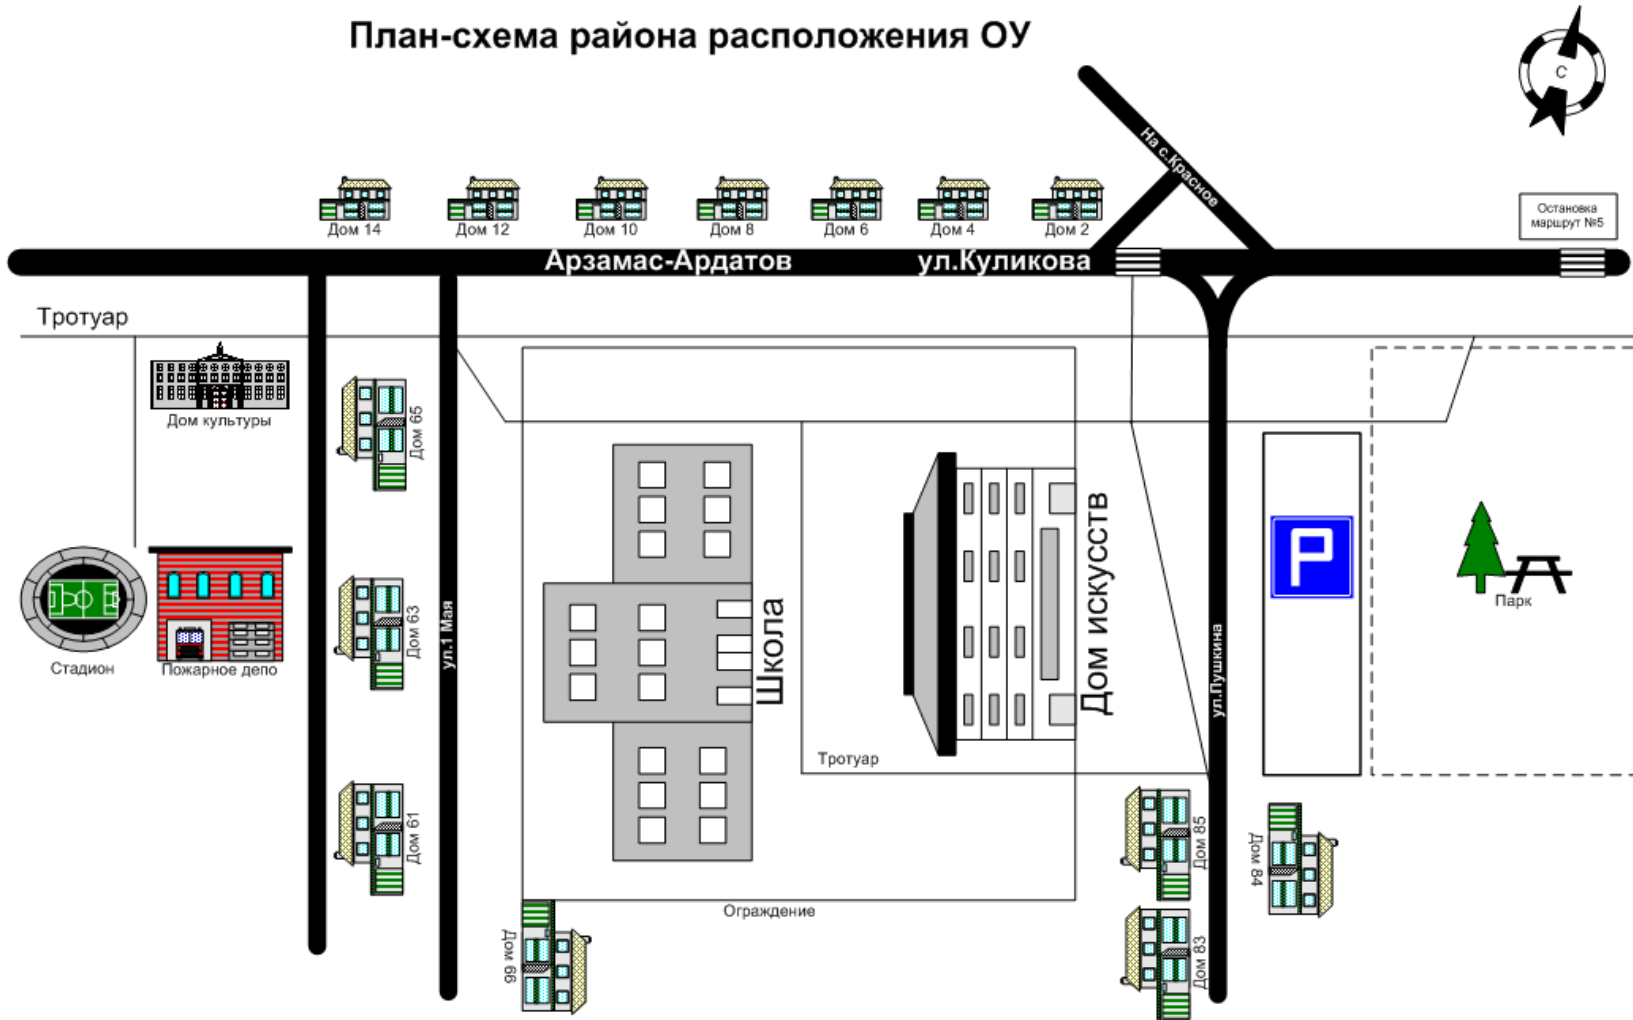 План-схема района расположения ОУ
С
На с.Красное
Остановка
маршрут №5
Дом 14
Дом 12
Дом 10
Дом 8
Дом 6
Дом 4
Дом 2
Арзамас-Ардатов
ул.Куликова
Тротуар
Дом культуры
Дом 65
Стадион
Пожарное депо
Дом 63
ул.1 Мая
Школа
Дом искусств
ул.Пушкина
P
Парк
Тротуар
Дом 61
Дом 85
Дом 84
Ограждение
Дом 66
Дом 83